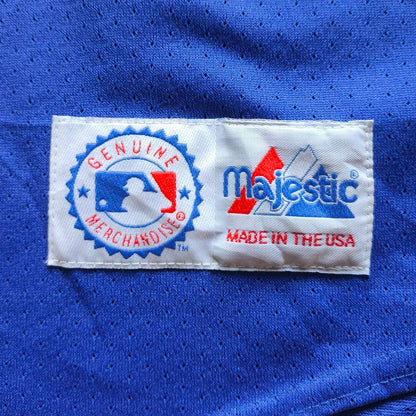 GENUINE
MERCHANDISE©
™
Majestic®
MADE IN THE USA